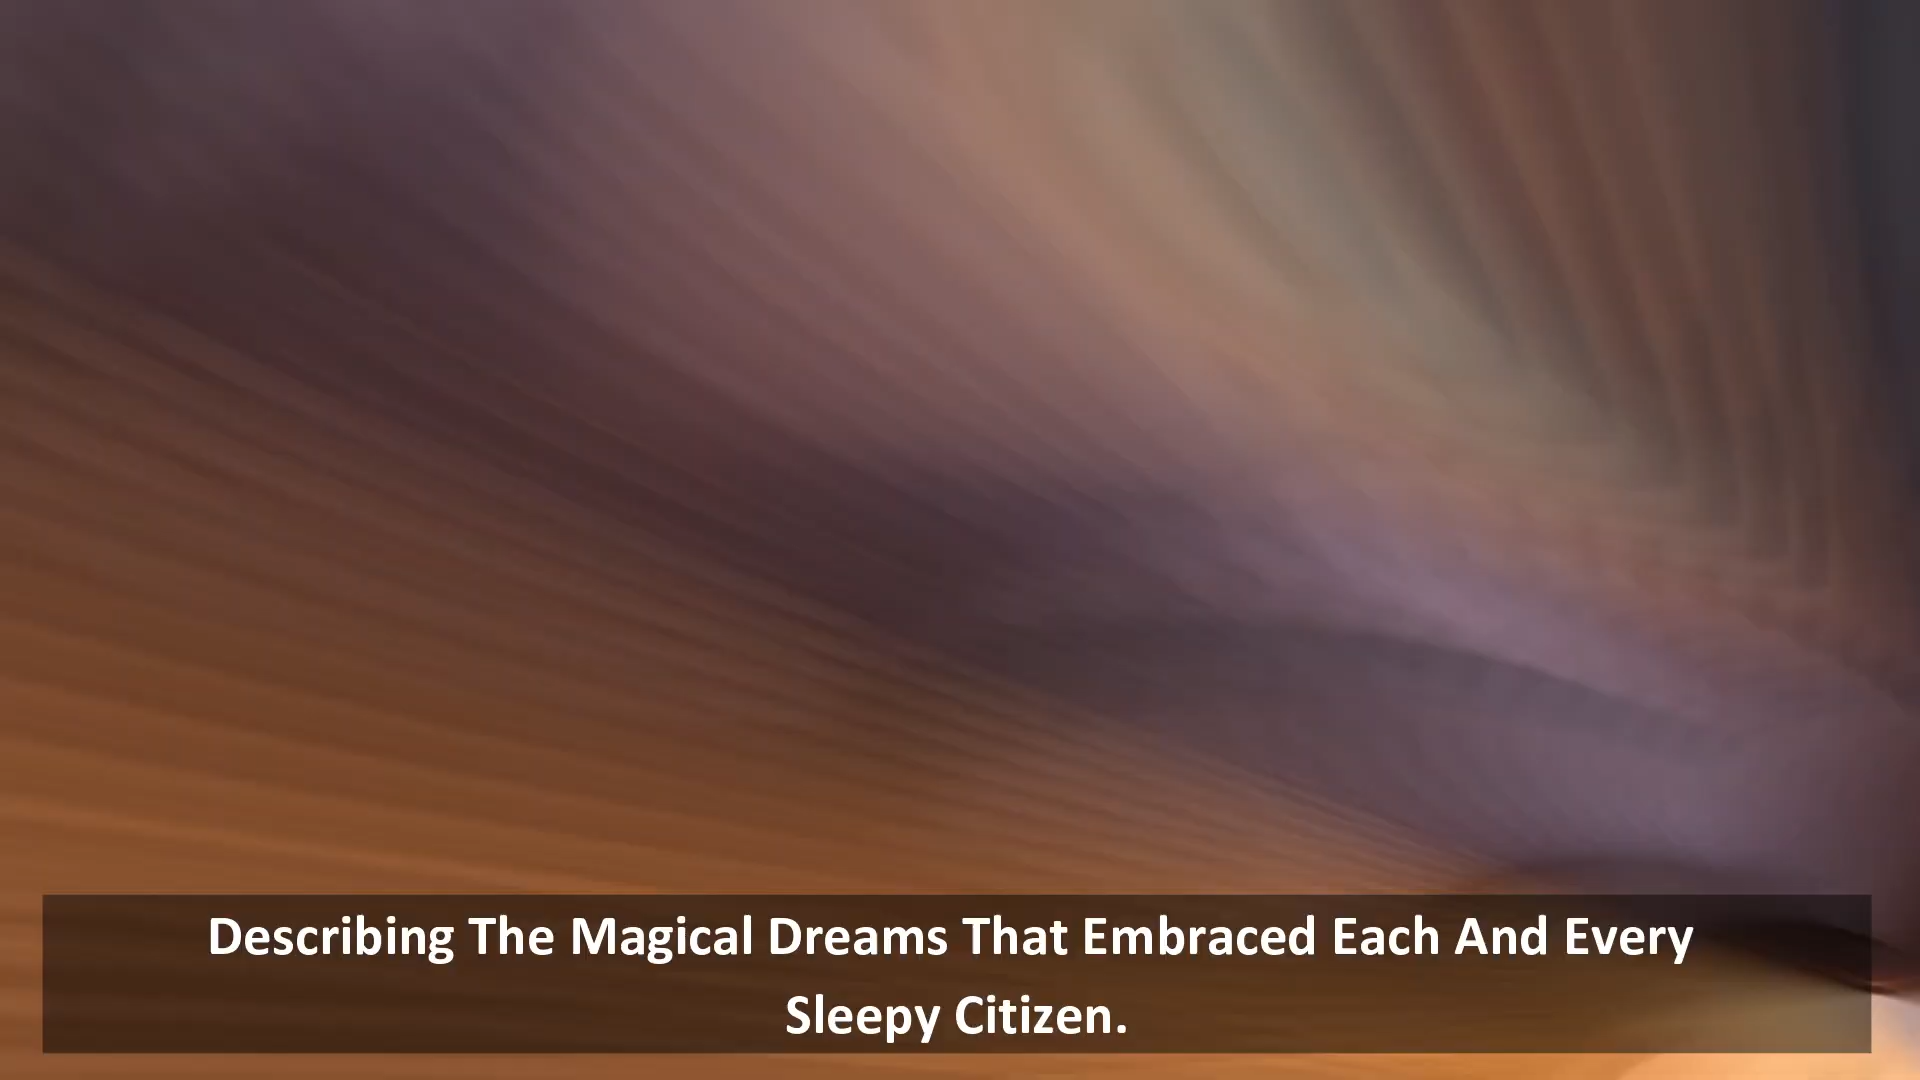 Describing The Magical Dreams That Embraced Each And Every
Sleepy Citizen.